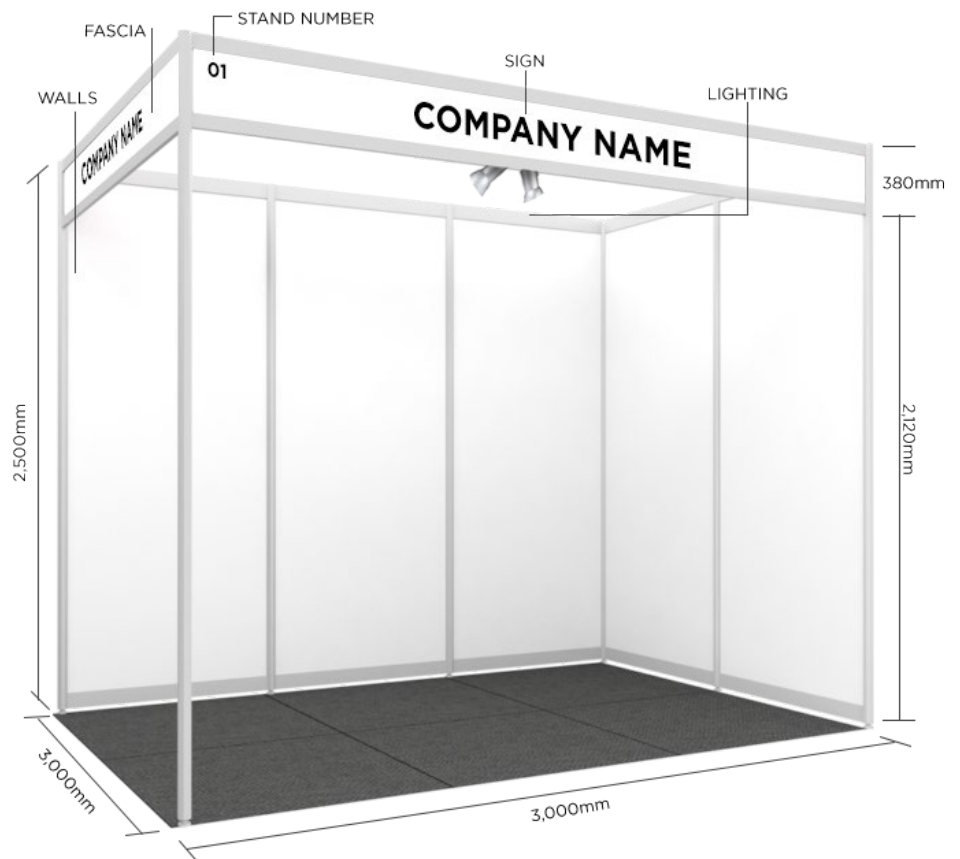 STAND NUMBER
FASCIA
01
SIGN
LIGHTING
WALLS
COMPANY NAME
COMPANY NAME
380mm
2,500mm
2,120mm
3,000mm
3,000mm